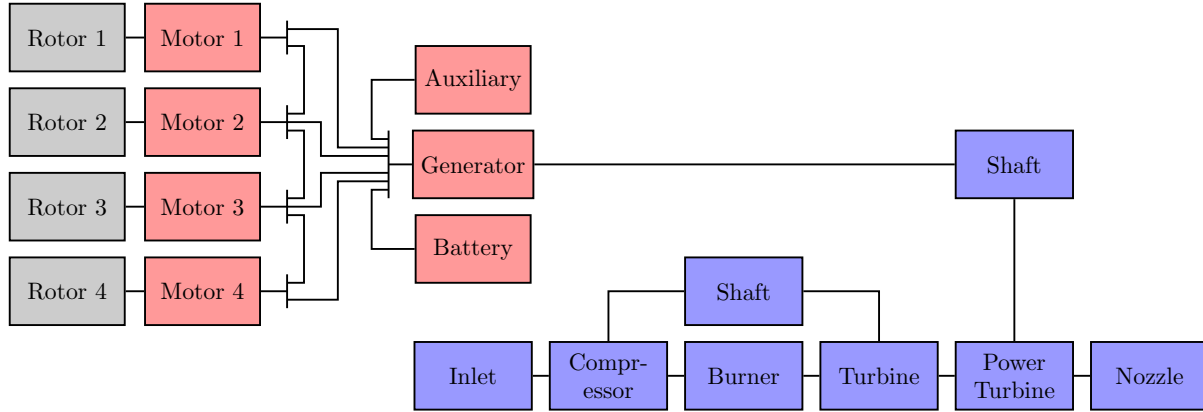 Rotor 1
Motor 1
Auxiliary
Rotor 2
Motor 2
Generator
Shaft
Rotor 3
Motor 3
Battery
Rotor 4
Motor 4
Shaft
Inlet
Compr-
essor
Burner
Turbine
Power
Turbine
Nozzle